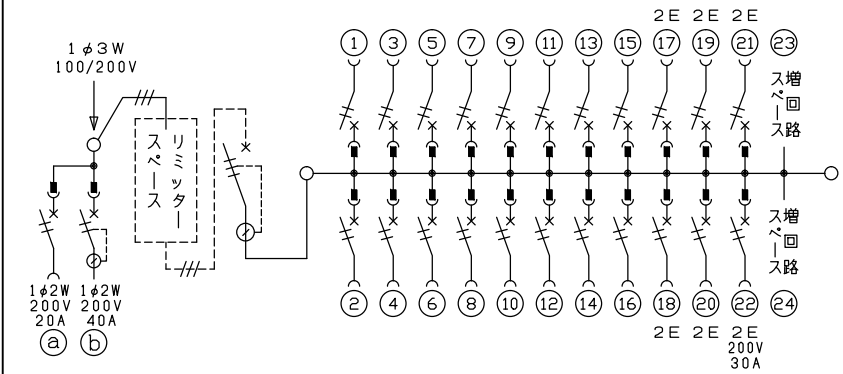 2E 2E 2E
1 3 5 7 9 11 13 15 17 19 21 23
1φ3W
100/200V
増回路
スペース
リミッター
スペース
増回路
スペース
1φ2W
200V
20A
a
1φ2W
200V
40A
b
2 4 6 8 10 12 14 16 18 20 22 24
2E 2E 2E
200V
30A